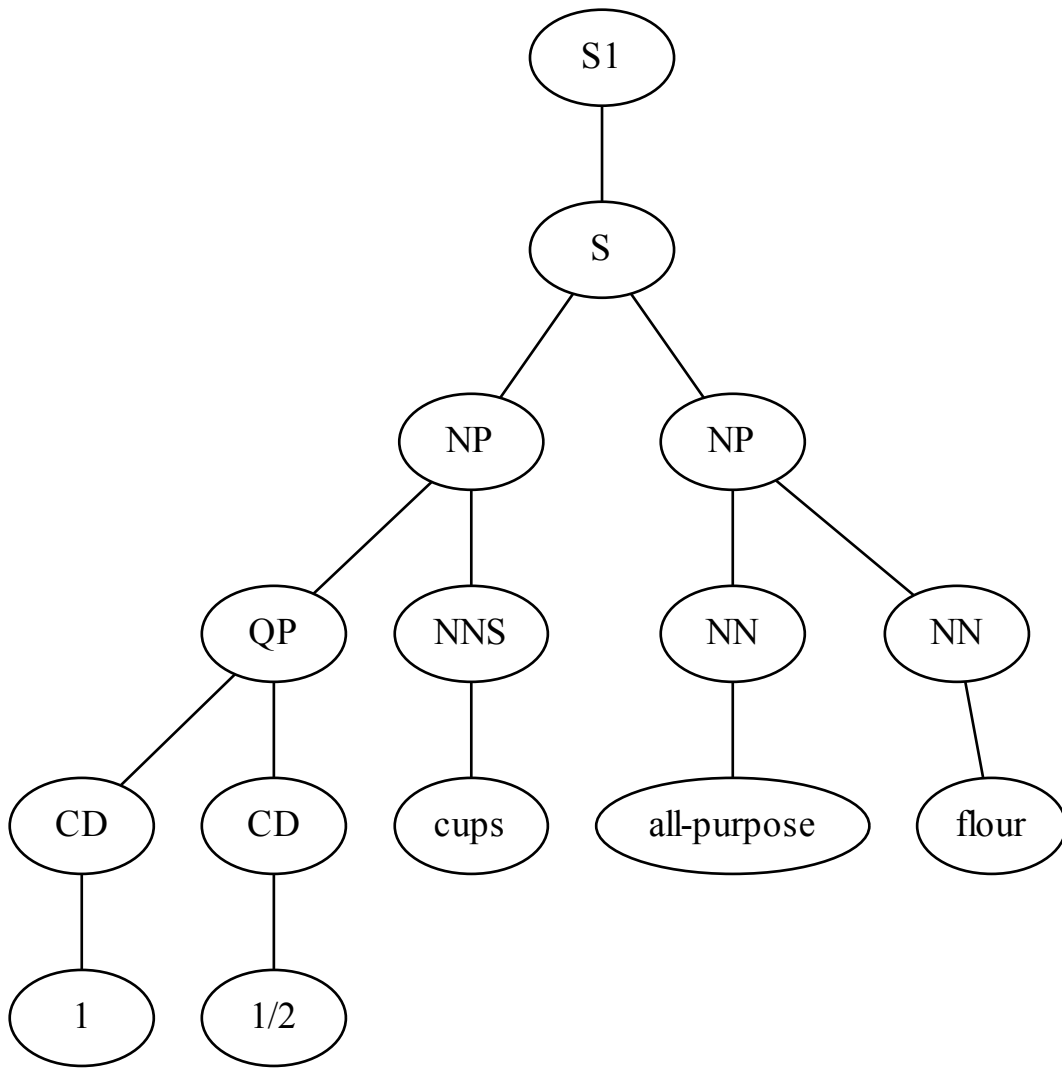 S1
S
NP NP
QP NNS NN NN
CD CD cups all-purpose flour
1 1/2